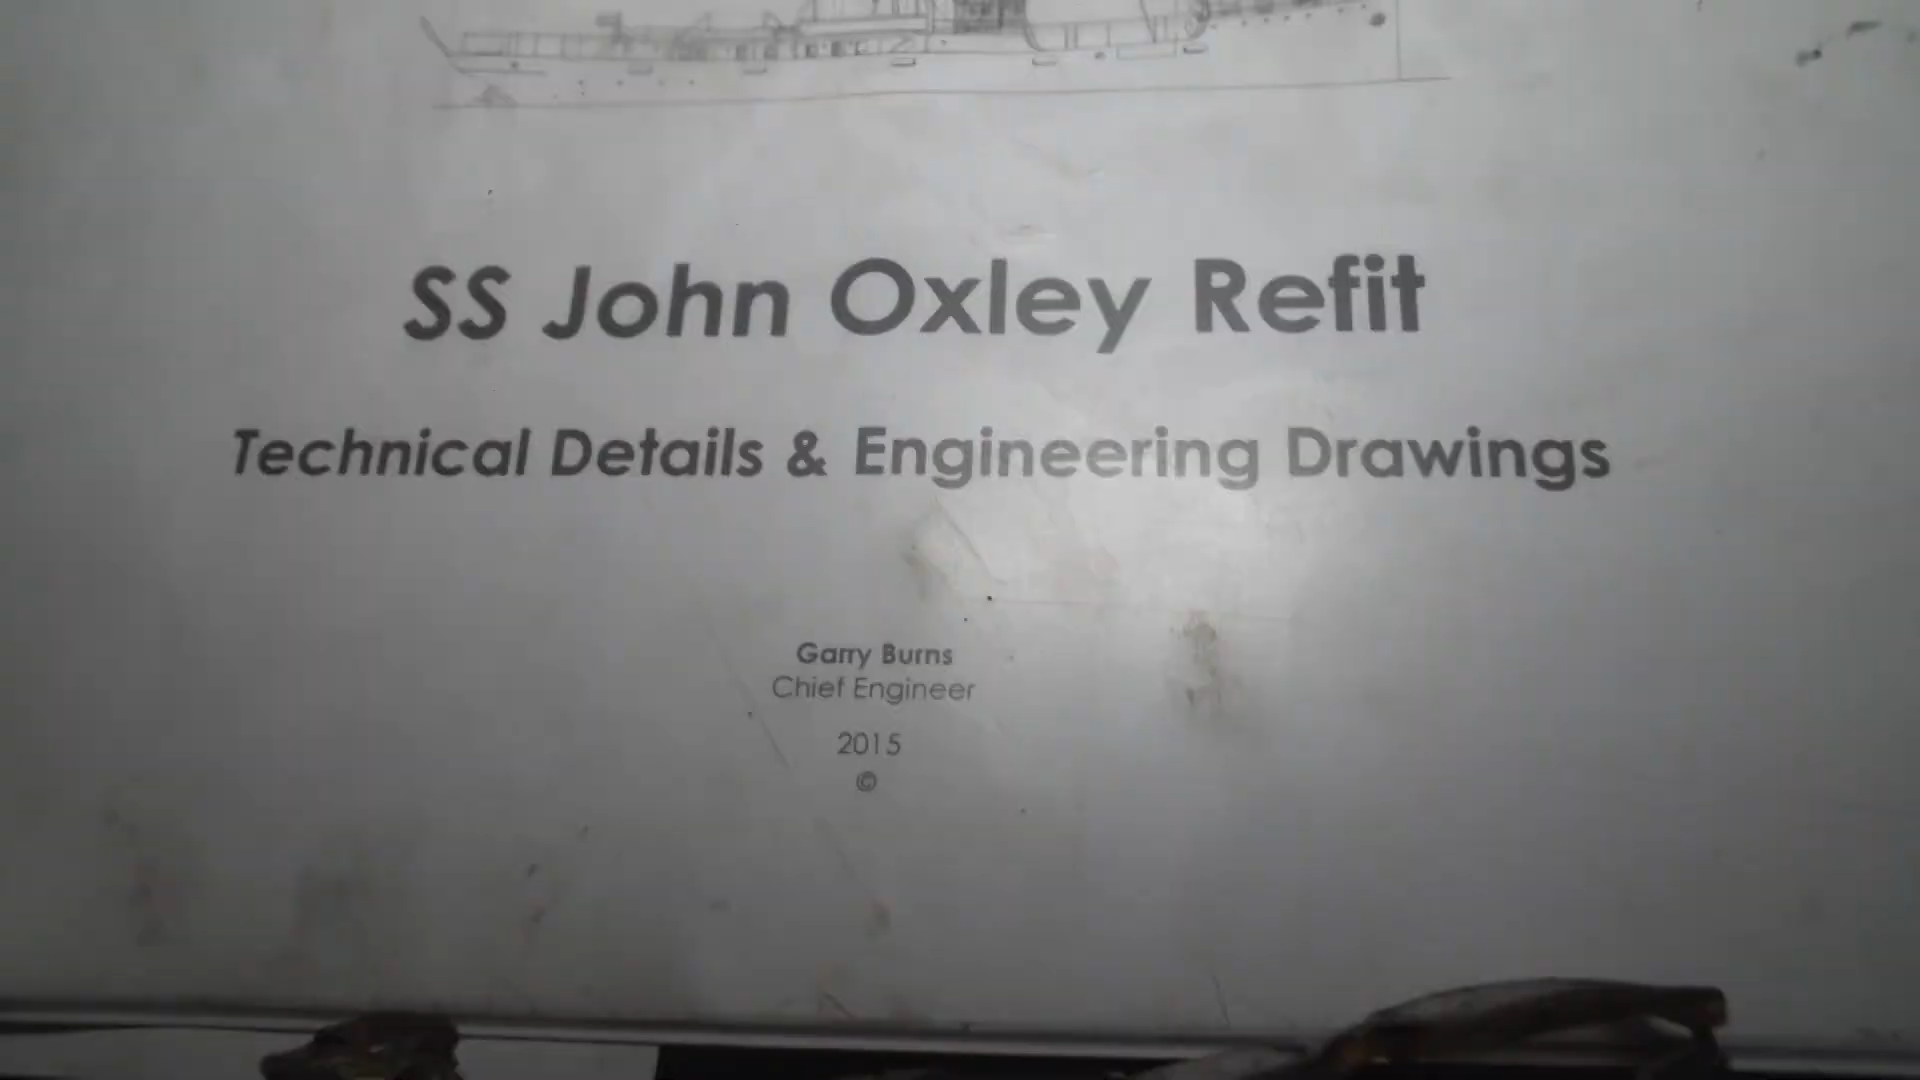 SS John Oxley Refit
Technical Details & Engineering Drawings
Garry Burns
Chief Engineer
2015
©